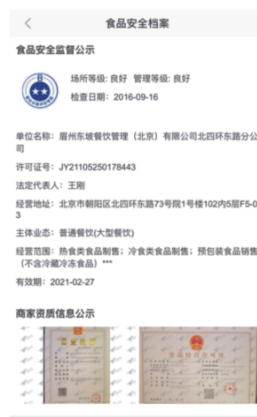 食品安全档案
食品安全监督公示
场所等级: 良好 管理等级: 良好
检查日期: 2016-09-16
单位名称: 眉州东坡餐饮管理（北京）有限公司北四环东路分公
司
许可证号: JY21105250178443
法定代表人: 王刚
经营地址: 北京市朝阳区北四环东路73号院1号楼102内5层F5-0
3
主体业态: 普通餐饮(大型餐饮)
经营范围: 热食类食品制售; 冷食类食品制售; 预包装食品销售
（不含冷藏冷冻食品）***
有效期: 2021-02-27
商家资质信息公示